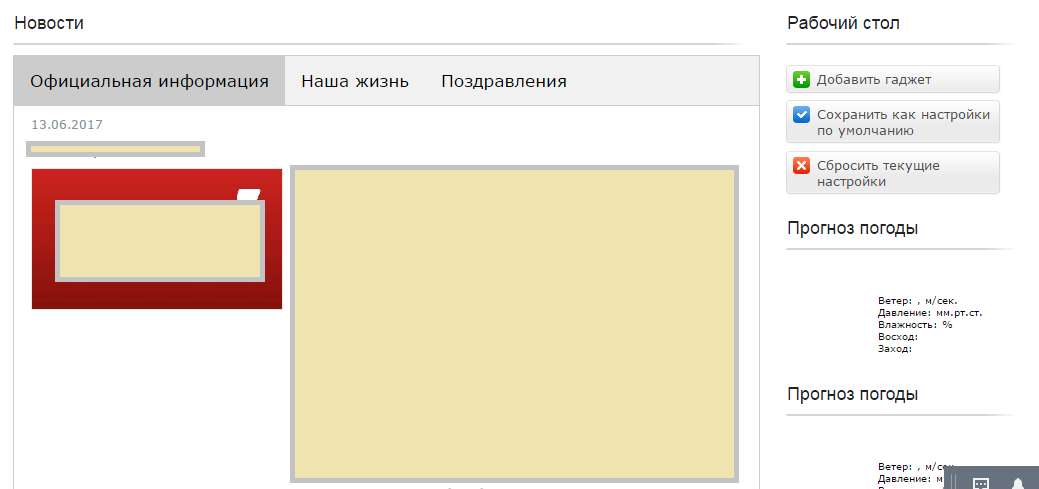 Новости
Официальная информация
Наша жизнь
Поздравления
13.06.2017
Рабочий стол
Добавить гаджет
Сохранить как настройки
по умолчанию
Сбросить текущие
настройки
Прогноз погоды
Ветер: , м/сек.
Давление: мм.рт.ст.
Влажность: %
Восход:
Заход:
Прогноз погоды
Ветер: , м/сек.
Давление: